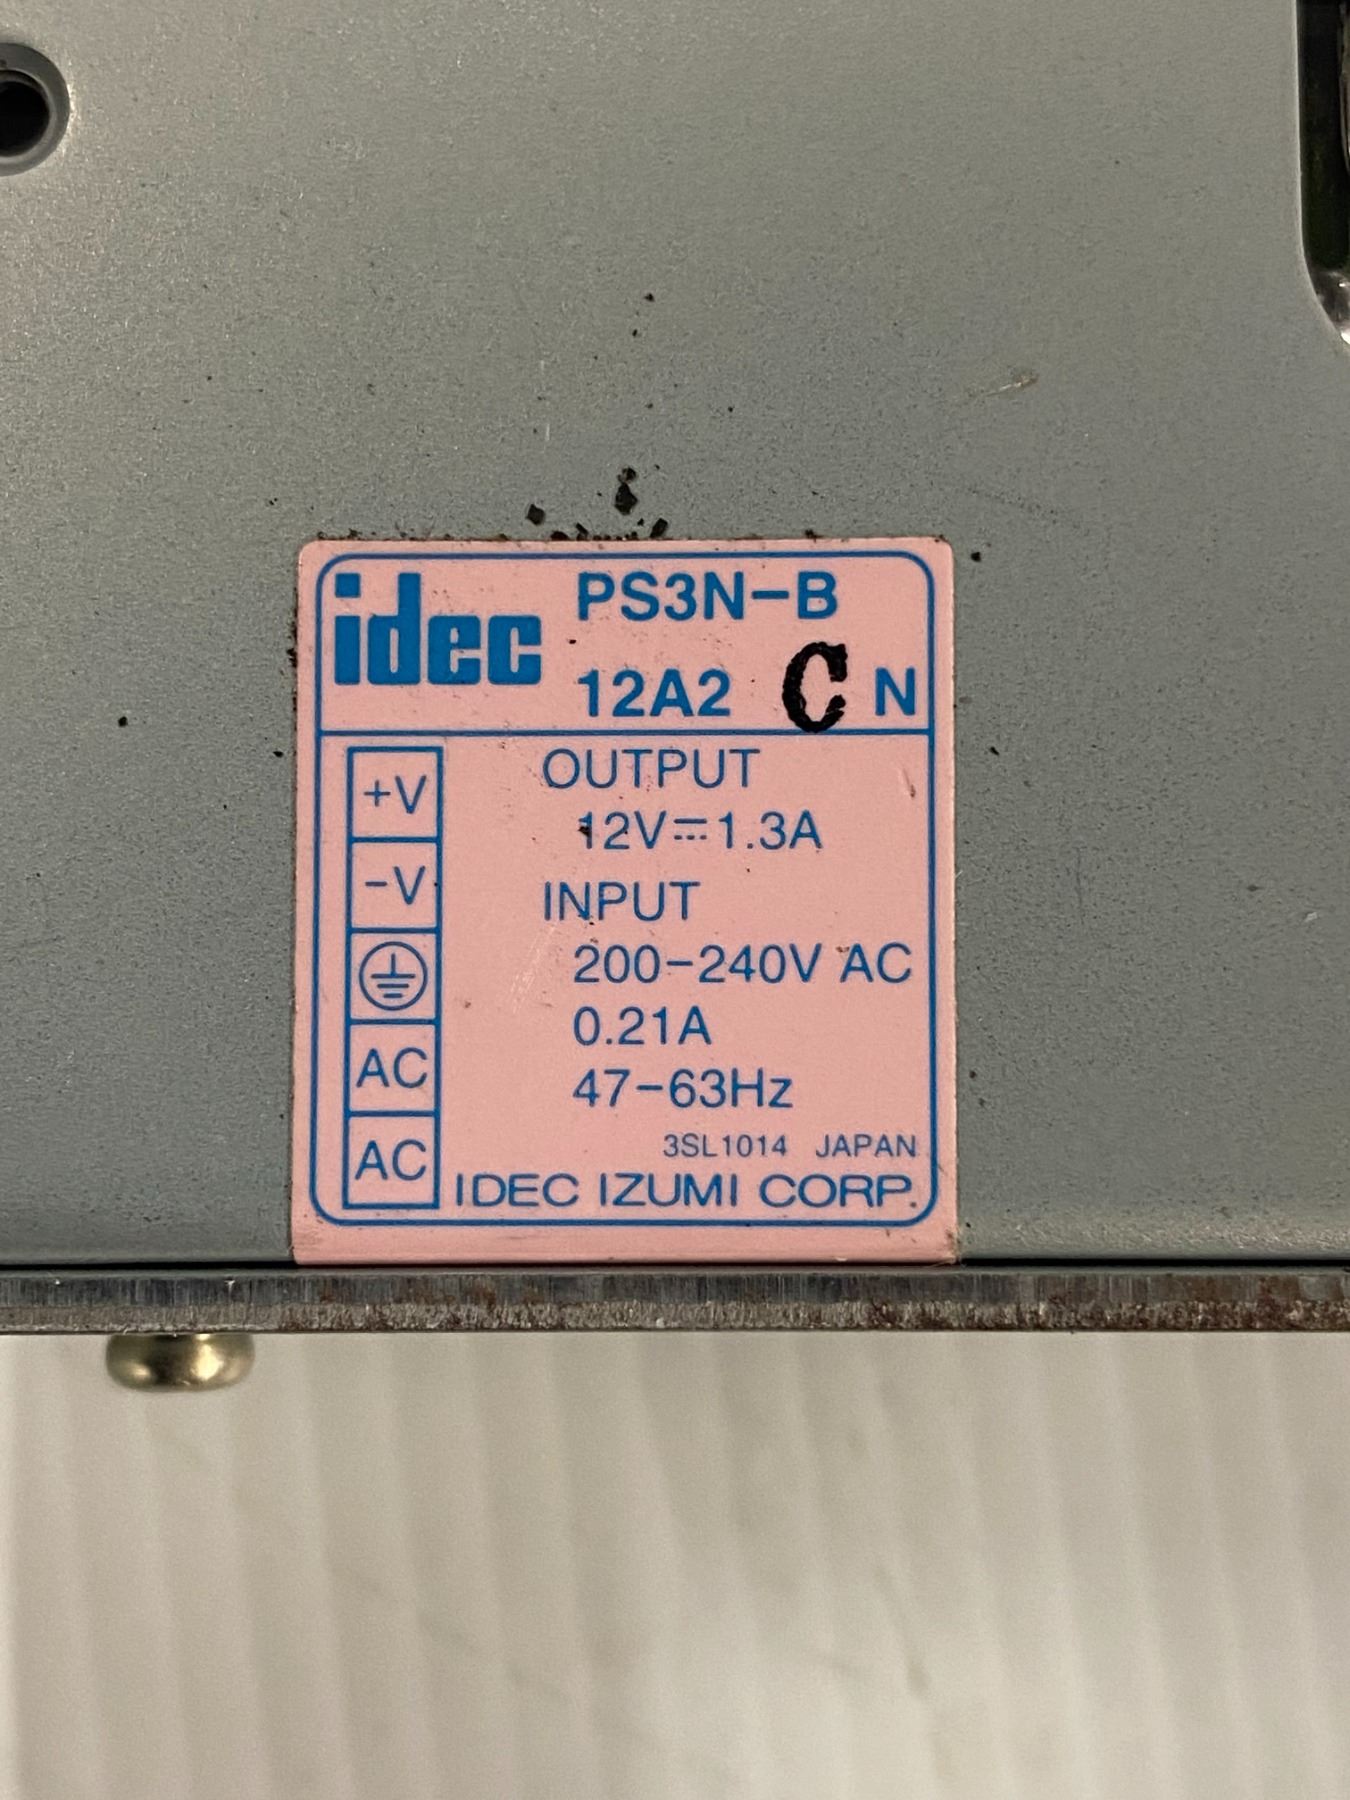 idec PS3N-B
12A2 C N
+V
-V
AC
AC
OUTPUT
12V⎓1.3A
INPUT
200-240V AC
0.21A
47-63Hz
3SL1014 JAPAN
IDEC IZUMI CORP.